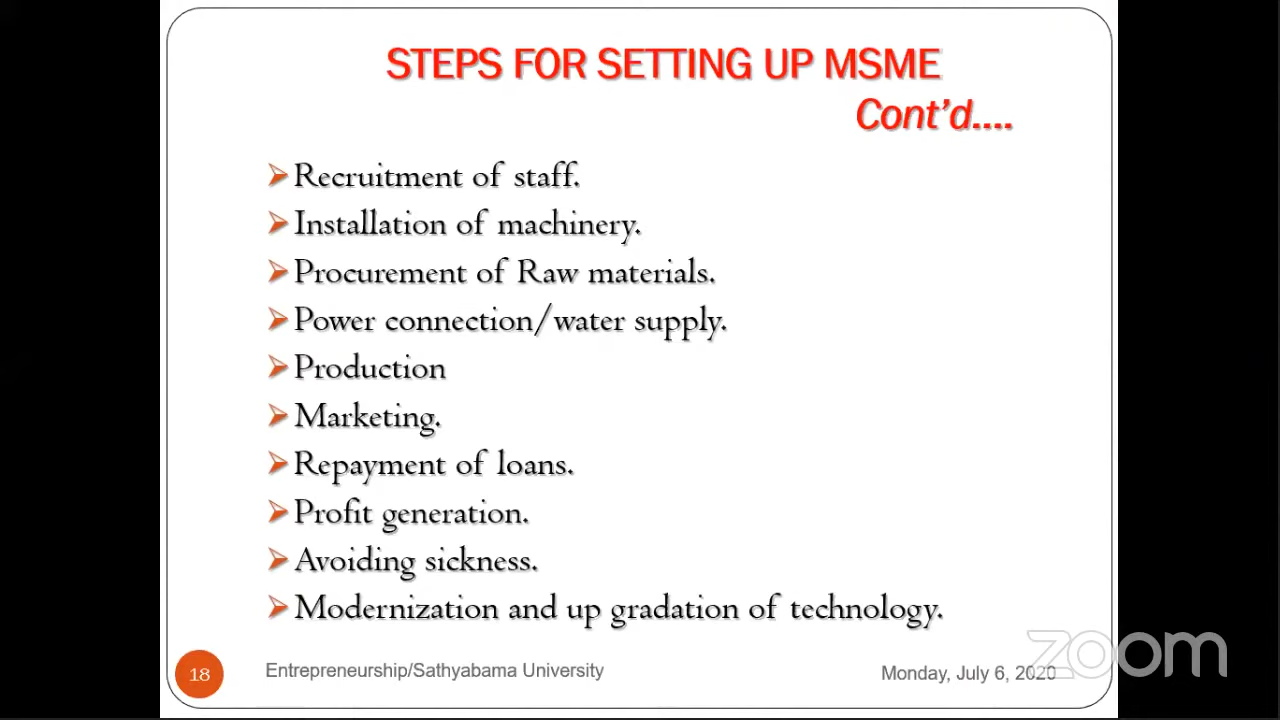 STEPS FOR SETTING UP MSME
Cont’d....
Recruitment of staff.
Installation of machinery.
Procurement of Raw materials.
Power connection/water supply.
Production
Marketing.
Repayment of loans.
Profit generation.
Avoiding sickness.
Modernization and up gradation of technology.
18
Entrepreneurship/Sathyabama University
Monday, July 6, 2020
zoom